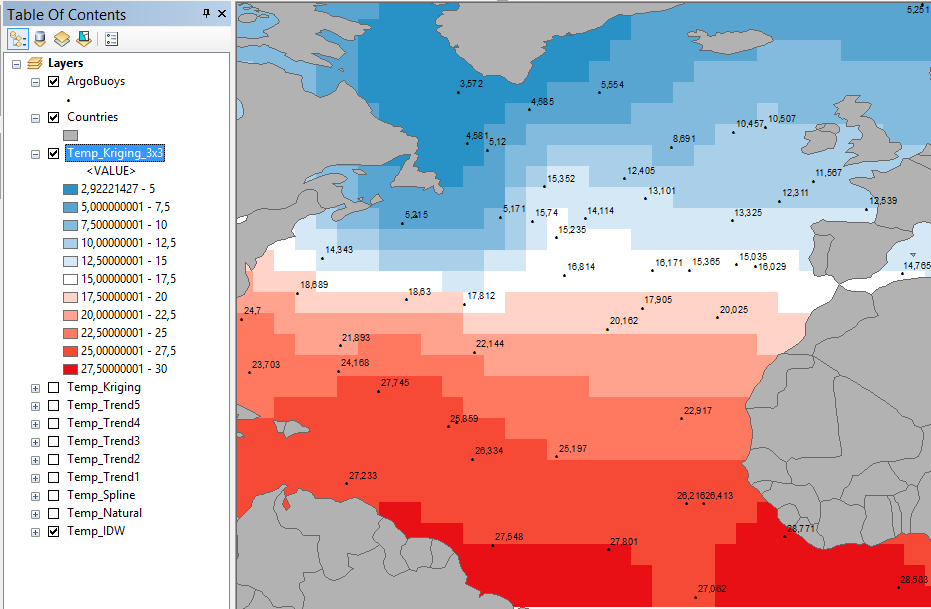 Table Of Contents
Layers
ArgoBuoys
Countries
Temp_Kriging_3x3
<VALUE>
2,92221427 - 5
5,000000001 - 7,5
7,500000001 - 10
10,00000001 - 12,5
12,50000001 - 15
15,00000001 - 17,5
17,50000001 - 20
20,00000001 - 22,5
22,50000001 - 25
25,00000001 - 27,5
27,50000001 - 30
Temp_Kriging
Temp_Trend5
Temp_Trend4
Temp_Trend3
Temp_Trend2
Temp_Trend1
Temp_Spline
Temp_Natural
Temp_IDW
5,251
3,572
5,554
4,585
10,457
10,507
4,581
5,12
8,691
12,405
11,567
15,352
13,101
12,311
12,539
5,215
5,171
15,74
14,114
13,325
15,235
14,343
16,814
16,171
15,365
15,035
16,029
14,765
18,689
18,63
17,812
17,905
24,7
20,162
20,025
21,893
22,144
23,703
24,168
27,745
22,917
25,859
26,334
25,197
27,233
26,216
26,413
28,771
27,548
27,801
28,583
27,062